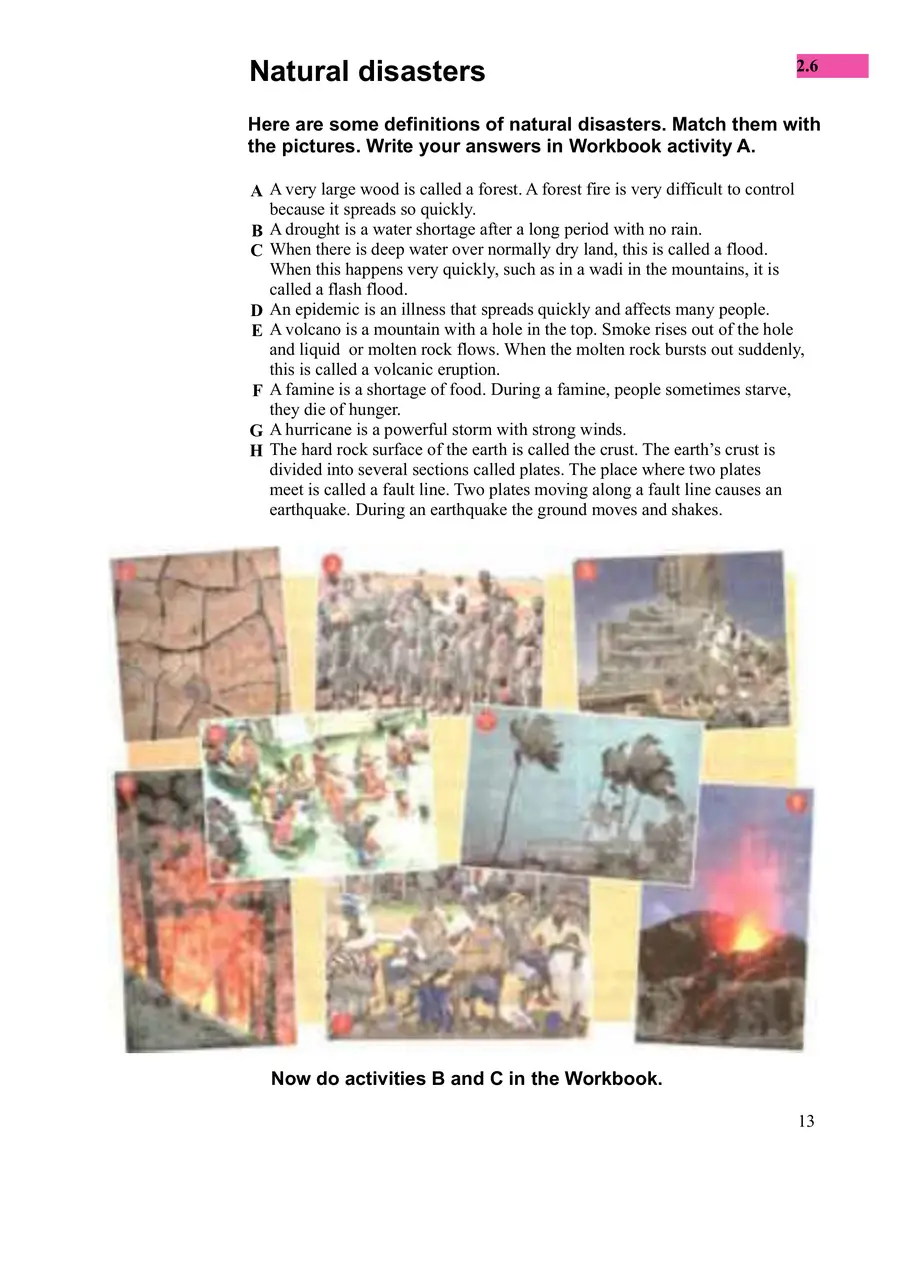 Natural disasters
2.6
Here are some definitions of natural disasters. Match them with
the pictures. Write your answers in Workbook activity A.
A A very large wood is called a forest. A forest fire is very difficult to control
because it spreads so quickly.
B A drought is a water shortage after a long period with no rain.
C When there is deep water over normally dry land, this is called a flood.
When this happens very quickly, such as in a wadi in the mountains, it is
called a flash flood.
D An epidemic is an illness that spreads quickly and affects many people.
E A volcano is a mountain with a hole in the top. Smoke rises out of the hole
and liquid or molten rock flows. When the molten rock bursts out suddenly,
this is called a volcanic eruption.
F A famine is a shortage of food. During a famine, people sometimes starve,
they die of hunger.
G A hurricane is a powerful storm with strong winds.
H The hard rock surface of the earth is called the crust. The earth’s crust is
divided into several sections called plates. The place where two plates
meet is called a fault line. Two plates moving along a fault line causes an
earthquake. During an earthquake the ground moves and shakes.
Now do activities B and C in the Workbook.
13